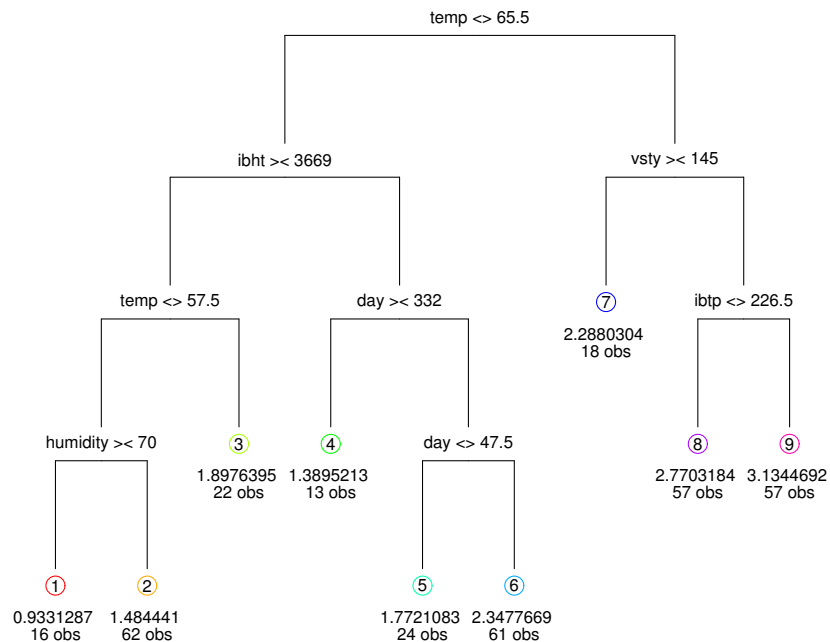 temp <> 65.5
ibht >< 3669
vsty >< 145
temp <> 57.5
day >< 332
7
ibtp <> 226.5
2.2880304
18 obs
humidity >< 70
3
4
day <> 47.5
8
9
1.8976395
22 obs
1.3895213
13 obs
2.7703184
57 obs
3.1344692
57 obs
1
2
5
6
0.9331287
16 obs
1.484441
62 obs
1.7721083
24 obs
2.3477669
61 obs